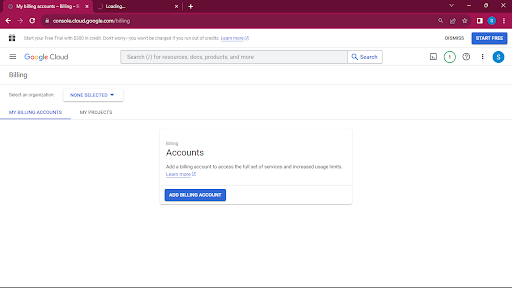 My billing accounts – Billing –
Loading...
console.cloud.google.com/billing
Start your Free Trial with $300 in credit. Don't worry—you won't be charged if you run out of credits. Learn more
DISMISS
START FREE
Google Cloud
Search (/) for resources, docs, products, and more
Search
1
S
Billing
Select an organization:
NONE SELECTED
MY BILLING ACCOUNTS
MY PROJECTS
Billing
Accounts
Add a billing account to access the full set of services and increased usage limits.
Learn more
ADD BILLING ACCOUNT